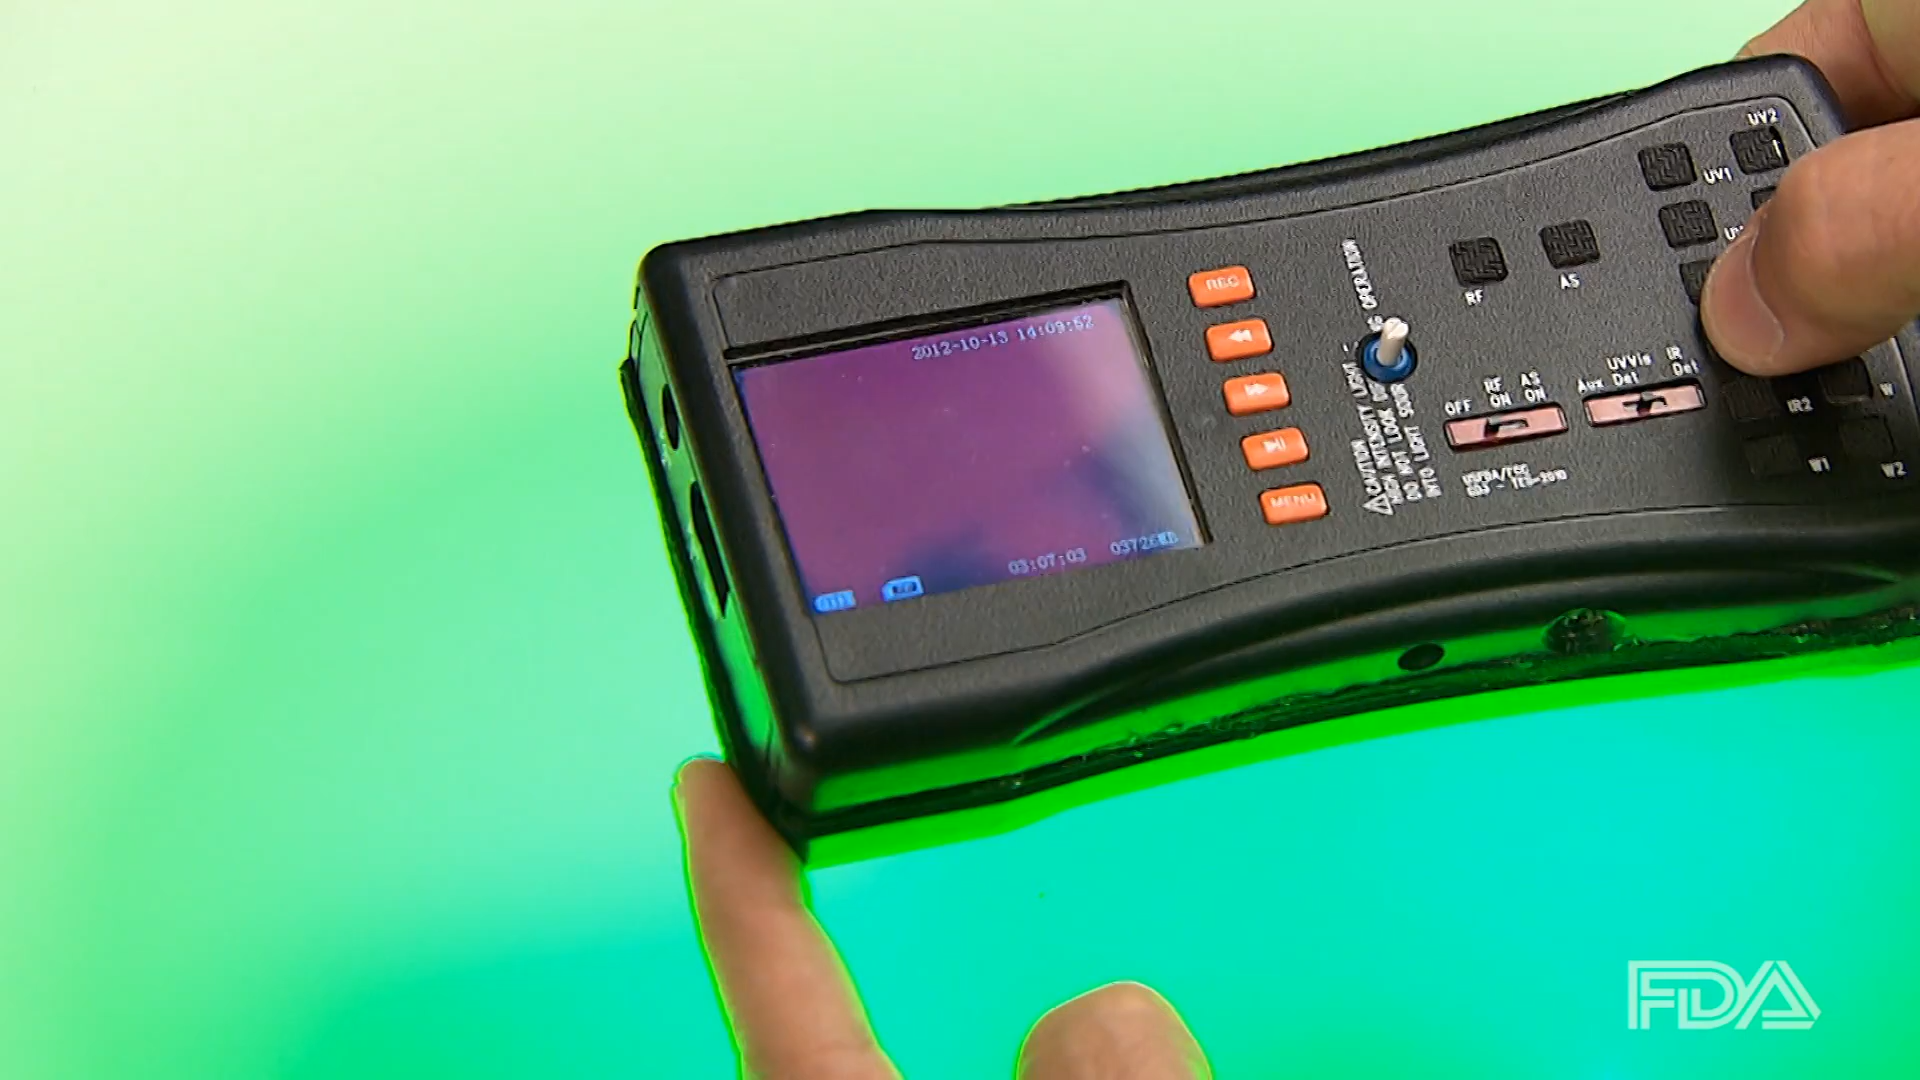 2012-10-13 14:09:52
03:07:03
REC
MENU
CAUTION
HIGH INTENSITY LIGHT
DO NOT LOOK
INTO LIGHT
OPERATION
RF
AS
UV1
UV2
OFF RF ON AS ON
Aux UVVis Det IR Det
IR2
W
W1
W2
FDA